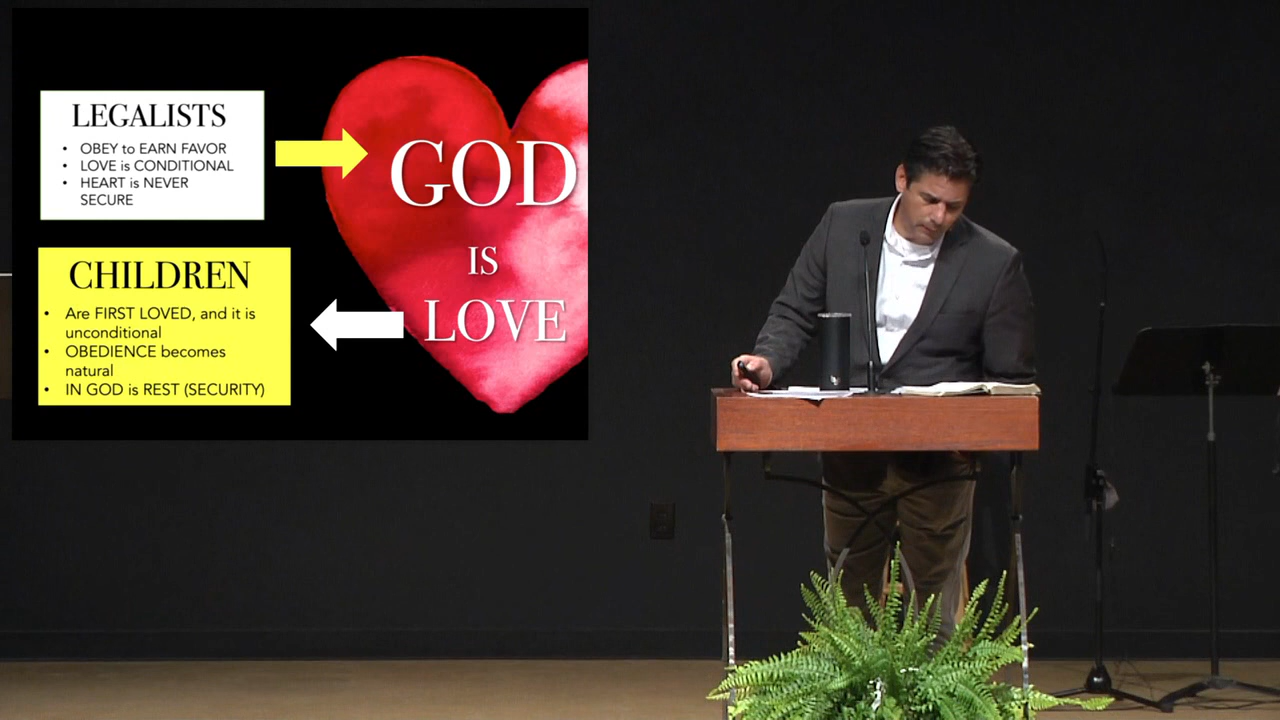 LEGALISTS
• OBEY to EARN FAVOR
• LOVE is CONDITIONAL
• HEART is NEVER
SECURE
CHILDREN
• Are FIRST LOVED, and it is
unconditional
• OBEDIENCE becomes
natural
• IN GOD is REST (SECURITY)
GOD
IS
LOVE